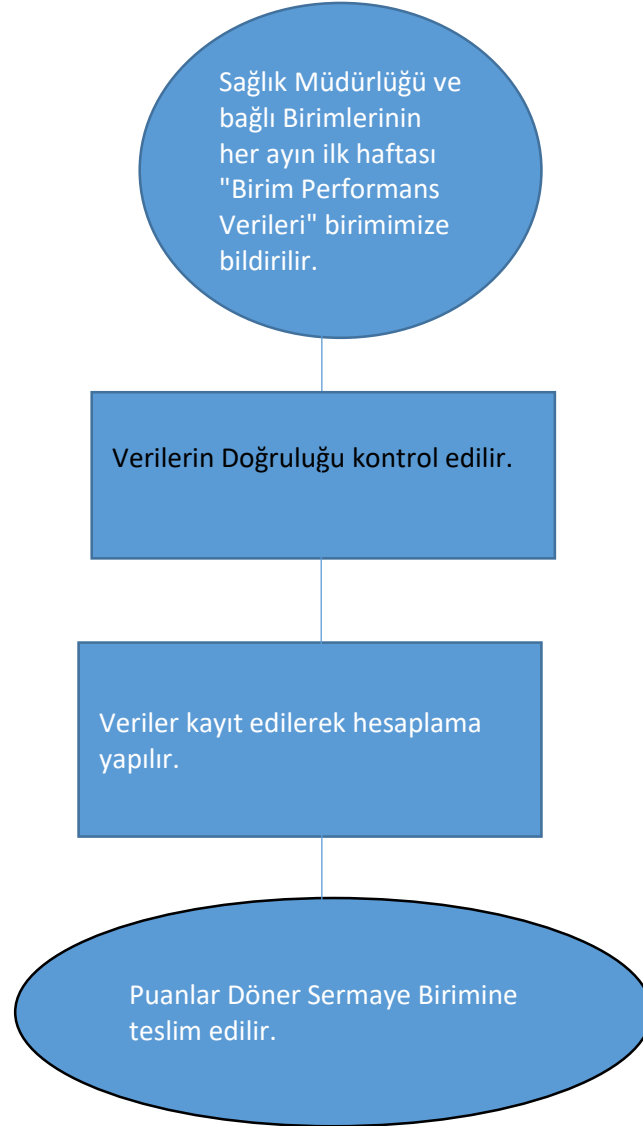 Sağlık Müdürlüğü ve
bağlı Birimlerinin
her ayın ilk haftası
"Birim Performans
Verileri" birimimize
bildirilir.
Verilerin Doğruluğu kontrol edilir.
Veriler kayıt edilerek hesaplama
yapılır.
Puanlar Döner Sermaye Birimine
teslim edilir.